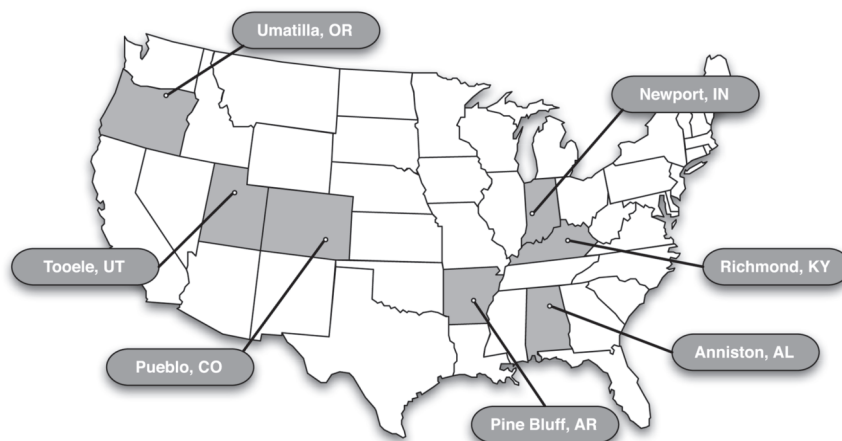 Umatilla, OR
Newport, IN
Tooele, UT
Richmond, KY
Pueblo, CO
Anniston, AL
Pine Bluff, AR